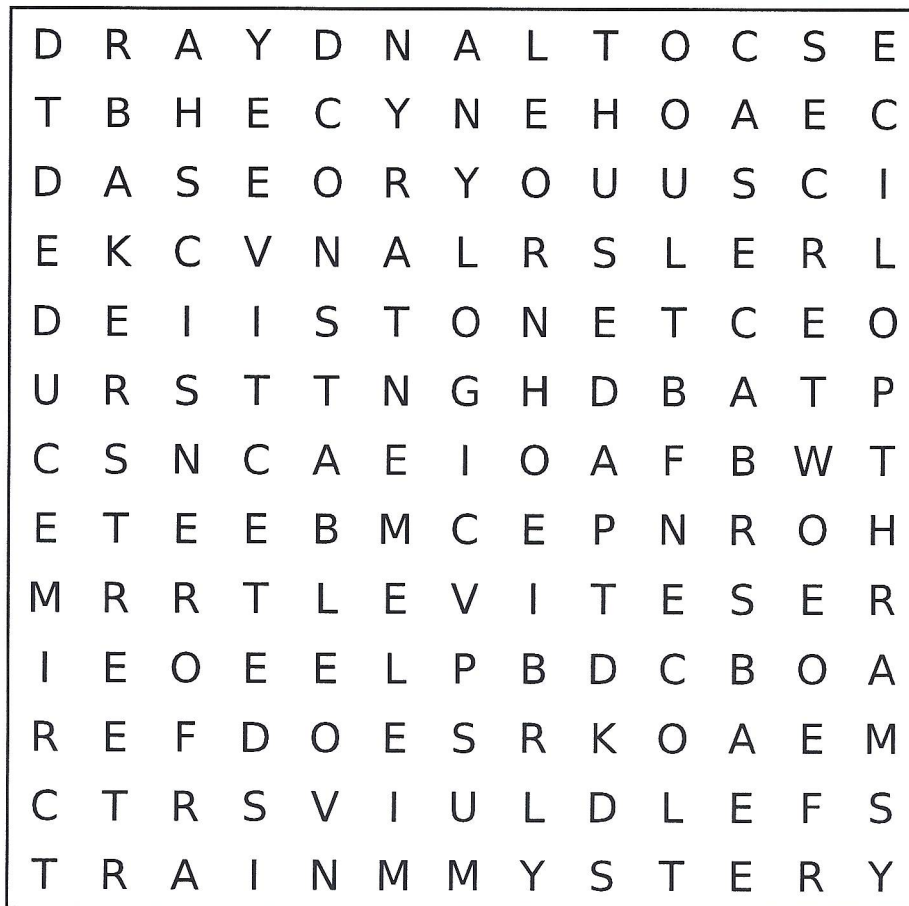 D R A Y D N A L T O C S E
T B H E C Y N E H O A E C
D A S E O R Y O U U S C I
E K C V N A L R S L E R L
D E I I S T O N E T C E O
U R S T T N G H D B A T P
C S N C A E I O A F B W T
E T E E B M C E P N R O H
M R R T L E V I T E S E R
I E O E E L P B D C B O A
R E F D O E S R K O A E M
C T R S V I U L D L E F S
T R A I N M M Y S T E R Y